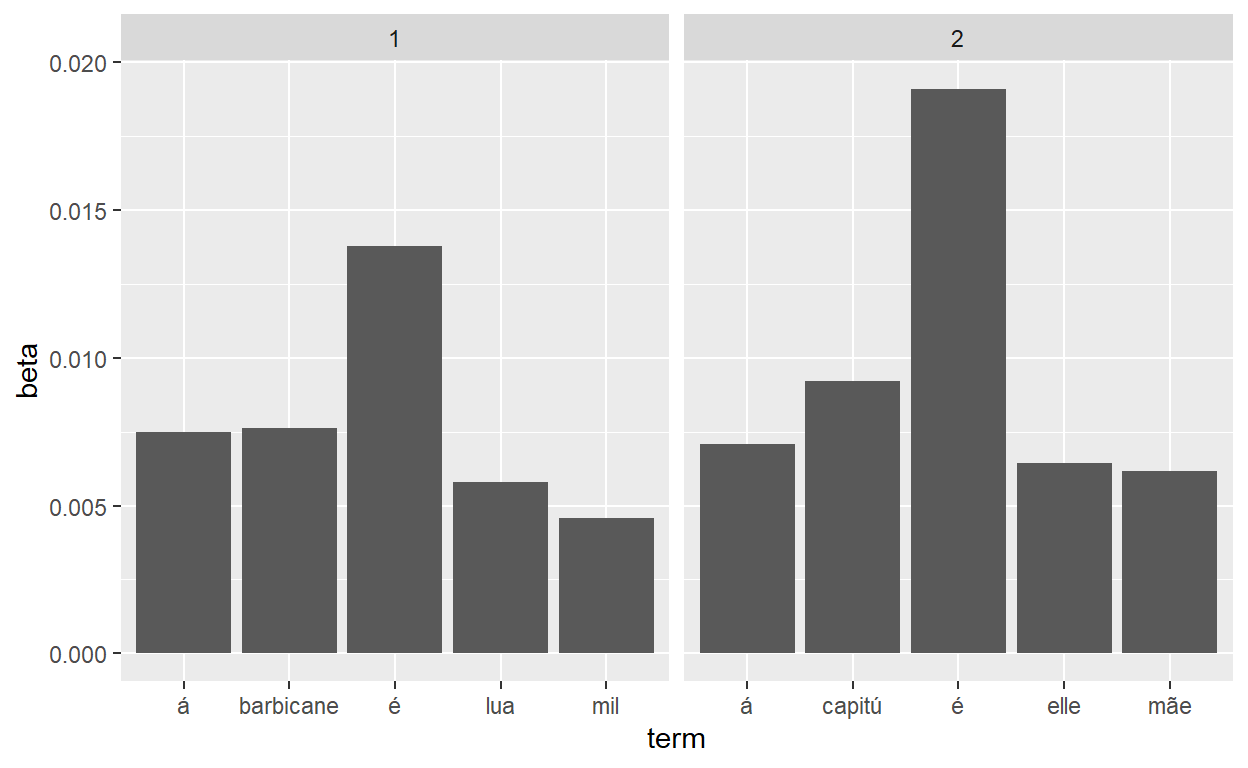 1 2
0.020
0.015
0.010
0.005
0.000
beta
á barbicane é lua mil á capitú é elle mãe
term